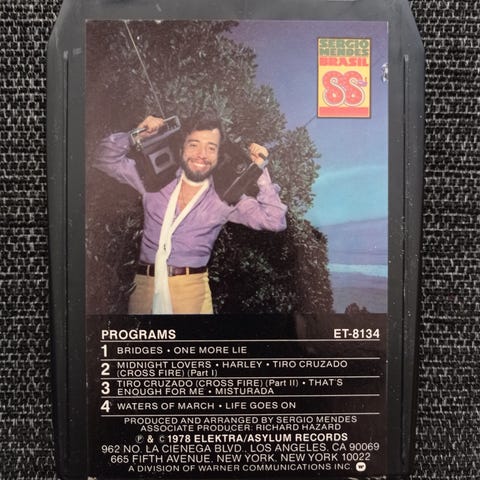 SERGIO
MENDES
BRASIL
88
PROGRAMS ET-8134
1 BRIDGES • ONE MORE LIE
2 MIDNIGHT LOVERS • HARLEY • TIRO CRUZADO
(CROSS FIRE) (Part I)
3 TIRO CRUZADO (CROSS FIRE) (Part II) • THAT'S
ENOUGH FOR ME • MISTURADA
4 WATERS OF MARCH • LIFE GOES ON
PRODUCED AND ARRANGED BY SERGIO MENDES
ASSOCIATE PRODUCER: RICHARD HAZARD
℗ & © 1978 ELEKTRA/ASYLUM RECORDS
962 NO. LA CIENEGA BLVD., LOS ANGELES, CA 90069
665 FIFTH AVENUE, NEW YORK, NEW YORK 10022
A DIVISION OF WARNER COMMUNICATIONS INC.